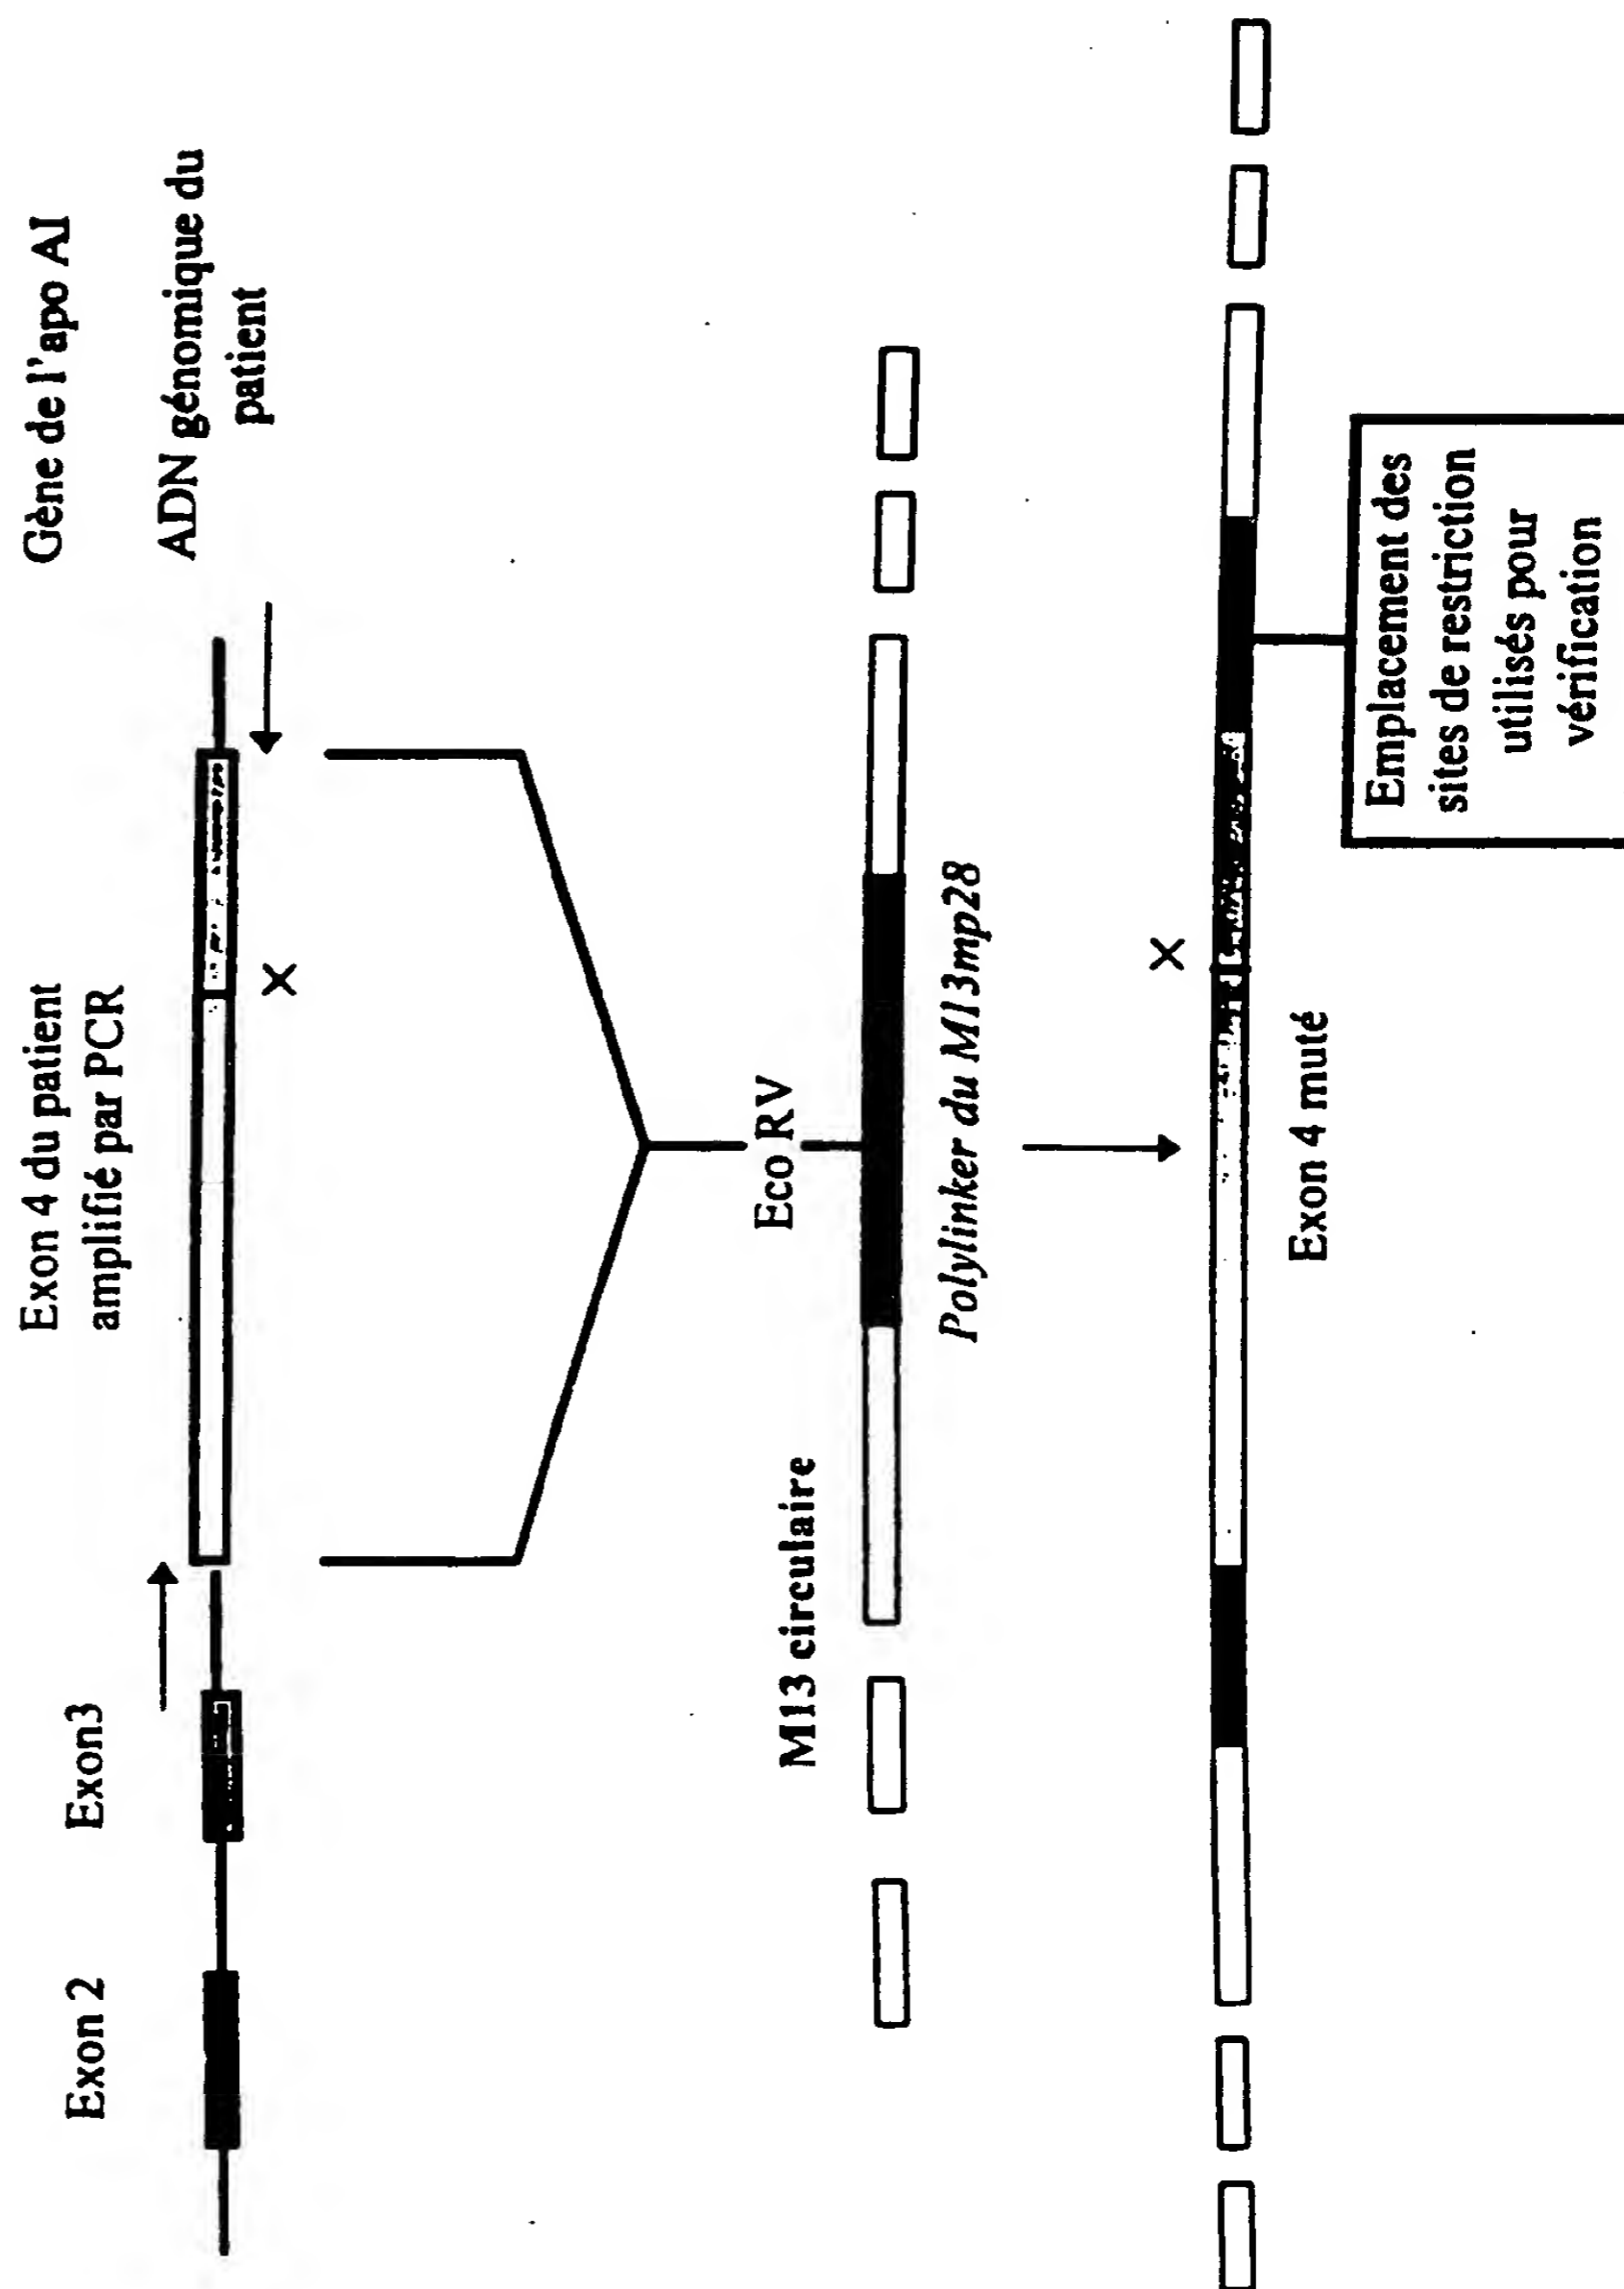 Gène de l'apo AI
ADN génomique du
patient
Exon 2
Exon3
Exon 4 du patient
amplifié par PCR
X
Eco RV
M13 circulaire
Polylinker du M13mp28
X
Exon 4 muté
Emplacement des
sites de restriction
utilisés pour
vérification